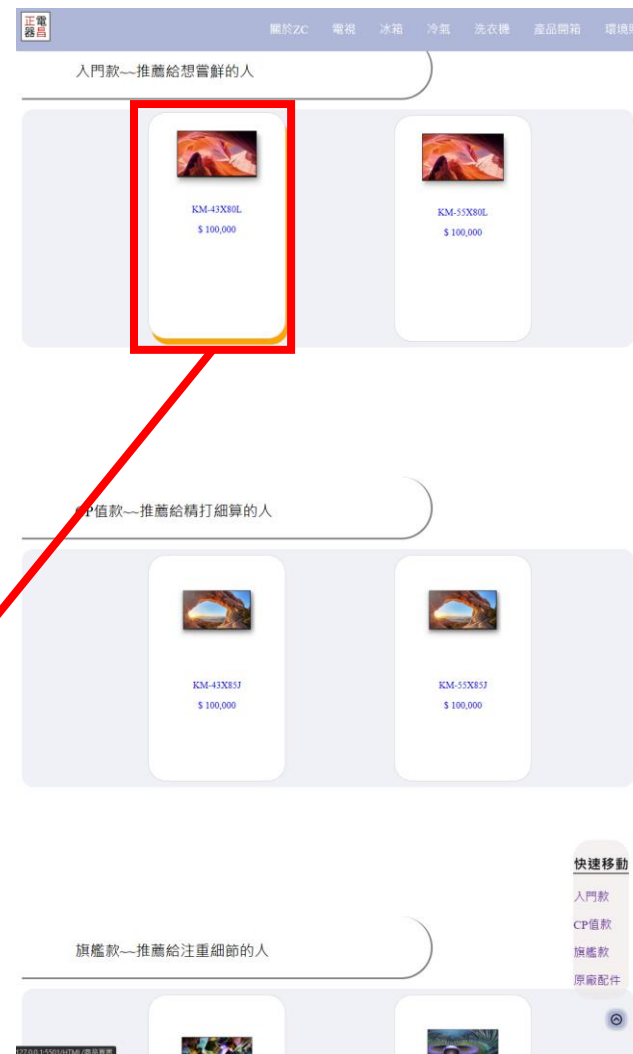 正電
器昌
關於ZC 電視 冰箱 冷氣 洗衣機 產品開箱
入門款~~推薦給想嘗鮮的人
KM-43X80L
$ 100,000
KM-55X80L
$ 100,000
CP值款~~推薦給精打細算的人
KM-43X85J
$ 100,000
KM-55X85J
$ 100,000
快速移動
入門款
CP值款
旗艦款
原廠配件
旗艦款~~推薦給注重細節的人